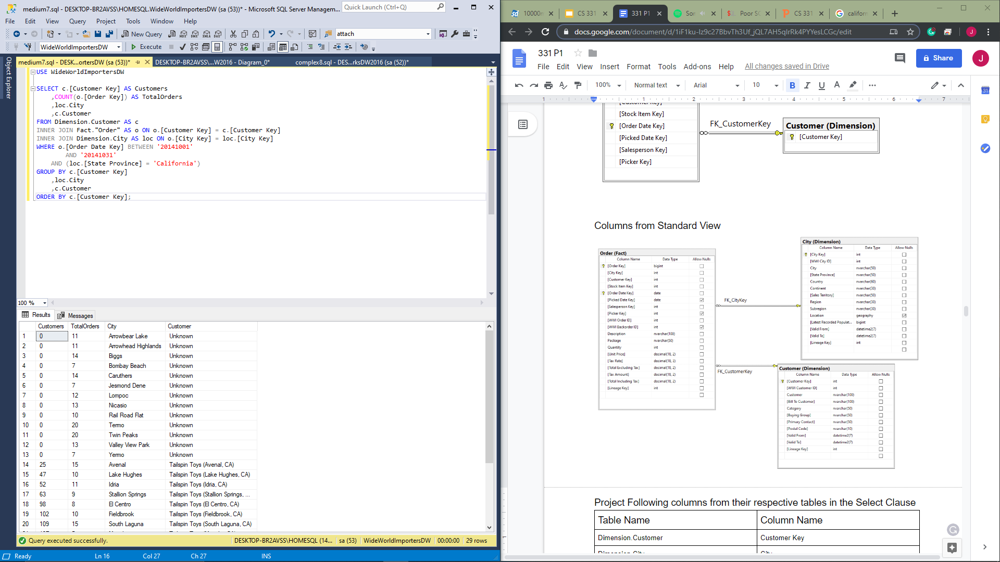 medium7.sql - DESKTOP-BR2AVSS\HOMESQL.WideWorldImportersDW (sa (53))* - Microsoft SQL Server Managem...
Quick Launch (Ctrl+Q)
File Edit View Query Project Tools Window Help
New Query
attach
WideWorldImportersDW
Execute
Object Explorer
medium7.sql - DESK...ortersDW (sa (53))*
DESKTOP-BR2AVSS\...W2016 - Diagram_0*
complex8.sql - DES...rksDW2016 (sa (52))*
USE WideWorldImportersDW
SELECT c.[Customer Key] AS Customers
,COUNT(o.[Order Key]) AS TotalOrders
,loc.City
,c.Customer
FROM Dimension.Customer AS c
INNER JOIN Fact."Order" AS o ON o.[Customer Key] = c.[Customer Key]
INNER JOIN Dimension.City AS loc ON o.[City Key] = loc.[City Key]
WHERE o.[Order Date Key] BETWEEN '20141001'
AND '20141031'
AND (loc.[State Province] = 'California')
GROUP BY c.[Customer Key]
,loc.City
,c.Customer
ORDER BY c.[Customer Key];
100 %
Results Messages
Customers TotalOrders City Customer
1 0 11 Arrowbear Lake Unknown
2 0 11 Arrowhead Highlands Unknown
3 0 14 Biggs Unknown
4 0 7 Bombay Beach Unknown
5 0 14 Caruthers Unknown
6 0 7 Jesmond Dene Unknown
7 0 12 Lompoc Unknown
8 0 13 Nicasio Unknown
9 0 10 Rail Road Flat Unknown
10 0 20 Termo Unknown
11 0 20 Twin Peaks Unknown
12 0 13 Valley View Park Unknown
13 0 7 Yermo Unknown
14 25 15 Avenal Tailspin Toys (Avenal, CA)
15 47 10 Lake Hughes Tailspin Toys (Lake Hughes, CA)
16 52 11 Idria Tailspin Toys (Idria, CA)
17 63 9 Stallion Springs Tailspin Toys (Stallion Springs, ...
18 98 8 El Centro Tailspin Toys (El Centro, CA)
19 102 10 Fieldbrook Tailspin Toys (Fieldbrook, CA)
20 109 15 South Laguna Tailspin Toys (South Laguna, CA)
Query executed successfully.
DESKTOP-BR2AVSS\HOMESQL (14... sa (53) WideWorldImportersDW 00:00:00 29 rows
Ready Ln 16 Col 27 Ch 27 INS
10000n
CS 331
331 P1
Sor
Poor SC
CS 331
californ
docs.google.com/document/d/1iF1ku-Iz9c27BbvTh3Uf_jQL7AH5qIrRk4PYYesLCGc/edit
J
331 P1
File Edit View Insert Format Tools Add-ons Help
All changes saved in Drive
Share
J
100% Normal text Arial 10 B I U A
1 1 2 3 4 5 6 7
31
[Customer Key]
[Stock Item Key]
[Order Date Key]
[Picked Date Key]
[Salesperson Key]
[Picker Key]
FK_CustomerKey
Customer (Dimension)
[Customer Key]
Columns from Standard View
Order (Fact)
Column Name Data Type Allow Nulls
[Order Key] bigint
[City Key] int
[Customer Key] int
[Stock Item Key] int
[Order Date Key] date
[Picked Date Key] date
[Salesperson Key] int
[Picker Key] int
[WWI Order ID] int
[WWI Backorder ID] int
Description nvarchar(100)
Package nvarchar(50)
Quantity int
[Unit Price] decimal(18, 2)
[Tax Rate] decimal(18, 3)
[Total Excluding Tax] decimal(18, 2)
[Tax Amount] decimal(18, 2)
[Total Including Tax] decimal(18, 2)
[Lineage Key] int
FK_CityKey
FK_CustomerKey
City (Dimension)
Column Name Data Type Allow Nulls
[City Key] int
[WWI City ID] int
City nvarchar(50)
[State Province] nvarchar(50)
Country nvarchar(60)
Continent nvarchar(30)
[Sales Territory] nvarchar(50)
Region nvarchar(30)
Subregion nvarchar(30)
Location geography
[Latest Recorded Populat... bigint
[Valid From] datetime2(7)
[Valid To] datetime2(7)
[Lineage Key] int
Customer (Dimension)
Column Name Data Type Allow Nulls
[Customer Key] int
[WWI Customer ID] int
Customer nvarchar(100)
[Bill To Customer] nvarchar(100)
Category nvarchar(50)
[Buying Group] nvarchar(50)
[Primary Contact] nvarchar(50)
[Postal Code] nvarchar(10)
[Valid From] datetime2(7)
[Valid To] datetime2(7)
[Lineage Key] int
Project Following columns from their respective tables in the Select Clause
Table Name Column Name
Dimension.Customer Customer Key
Dimension.City City